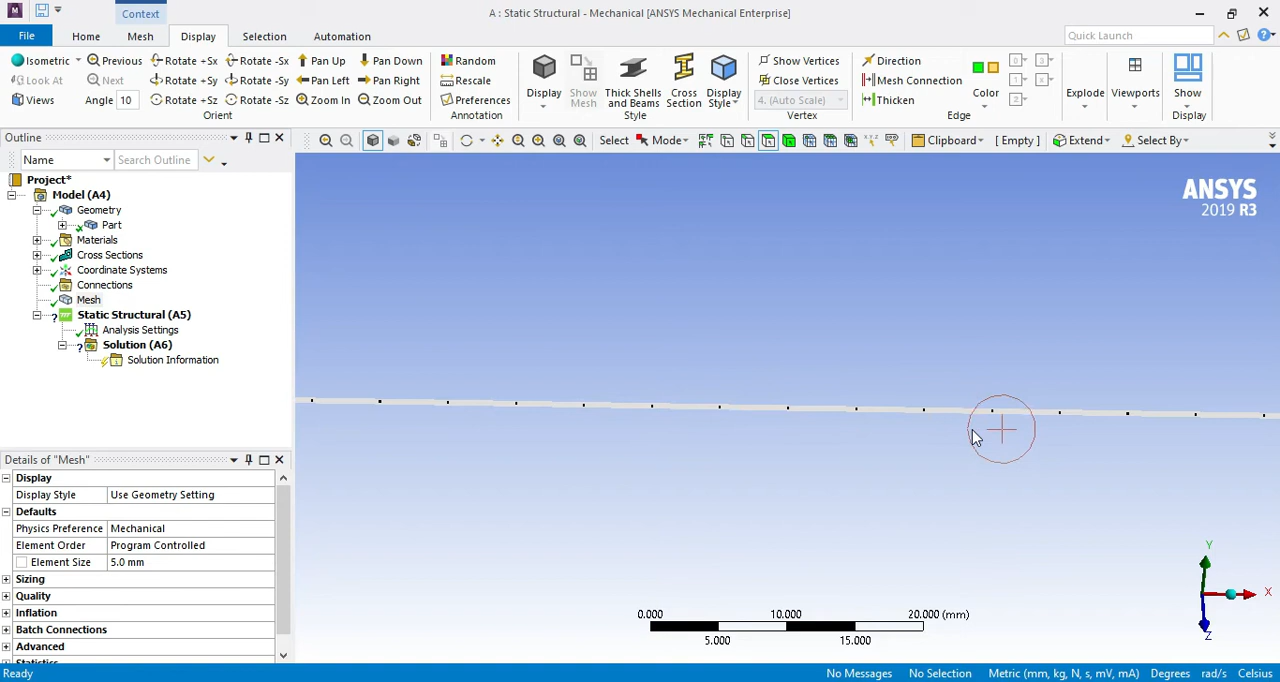 A : Static Structural - Mechanical [ANSYS Mechanical Enterprise]
Context
File Home Mesh Display Selection Automation Quick Launch
Isometric Previous Rotate +Sx Rotate -Sx Pan Up Pan Down
Look At Next Rotate +Sy Rotate -Sy Pan Left Pan Right
Views Angle 10 Rotate +Sz Rotate -Sz Zoom In Zoom Out
Orient
Random
Rescale
Preferences
Annotation
Display
Show Mesh
Thick Shells and Beams
Cross Section
Display Style
Style
Show Vertices
Close Vertices
4. (Auto Scale)
Vertex
Direction
Mesh Connection
Thicken
Color
Edge
Explode
Viewports
Show
Display
Outline
Name Search Outline
Select Mode Clipboard [ Empty ] Extend Select By
Project*
Model (A4)
Geometry
Part
Materials
Cross Sections
Coordinate Systems
Connections
Mesh
Static Structural (A5)
Analysis Settings
Solution (A6)
Solution Information
ANSYS
2019 R3
Details of "Mesh"
Display
Display Style Use Geometry Setting
Defaults
Physics Preference Mechanical
Element Order Program Controlled
Element Size 5.0 mm
Sizing
Quality
Inflation
Batch Connections
Advanced
Statistics
0.000 10.000 20.000 (mm)
5.000 15.000
Y
X
Z
Ready No Messages No Selection Metric (mm, kg, N, s, mV, mA) Degrees rad/s Celsius